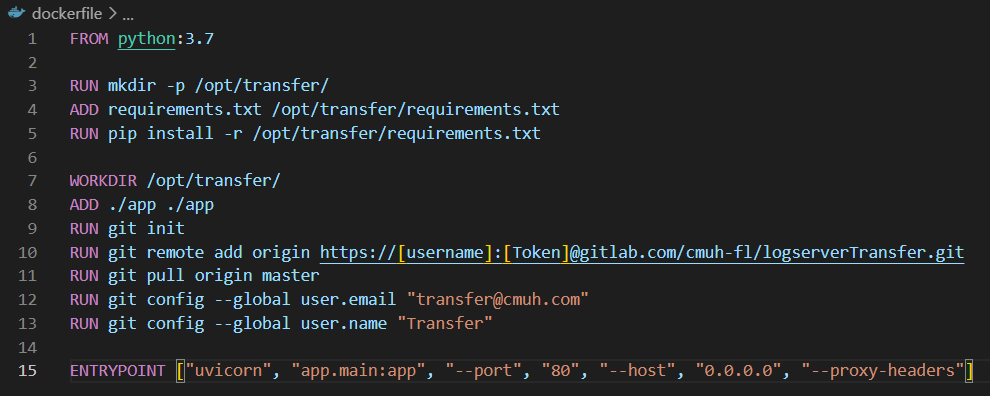 dockerfile > ...
1 FROM python:3.7
2
3 RUN mkdir -p /opt/transfer/
4 ADD requirements.txt /opt/transfer/requirements.txt
5 RUN pip install -r /opt/transfer/requirements.txt
6
7 WORKDIR /opt/transfer/
8 ADD ./app ./app
9 RUN git init
10 RUN git remote add origin https://[username]:[Token]@gitlab.com/cmuh-fl/logserverTransfer.git
11 RUN git pull origin master
12 RUN git config --global user.email "transfer@cmuh.com"
13 RUN git config --global user.name "Transfer"
14
15 ENTRYPOINT ["uvicorn", "app.main:app", "--port", "80", "--host", "0.0.0.0", "--proxy-headers"]